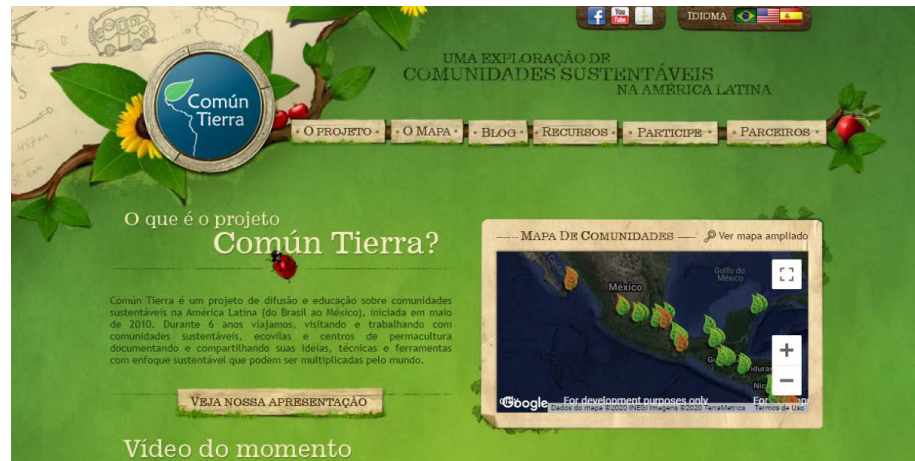 IDIOMA
UMA EXPLORAÇÃO DE
COMUNIDADES SUSTENTÁVEIS
NA AMÉRICA LATINA
Común
Tierra
O PROJETO
O MAPA
BLOG
RECURSOS
PARTICIPE
PARCEIROS
O que é o projeto
Común Tierra?
Común Tierra é um projeto de difusão e educação sobre comunidades
sustentáveis na América Latina (do Brasil ao México), iniciada em maio
de 2010. Durante 6 anos viajamos, visitando e trabalhando com
comunidades sustentáveis, ecovilas e centros de permacultura
documentando e compartilhando suas idéias, técnicas e ferramentas
com enfoque sustentável que podem ser multiplicadas pelo mundo.
VEJA NOSSA APRESENTAÇÃO
Vídeo do momento
MAPA DE COMUNIDADES
Ver mapa ampliado
Golfo do
México
México
Google
For development purposes only
Dados do mapa ©2020 INEGI Imagens ©2020 TerraMetrics
Termos de Uso